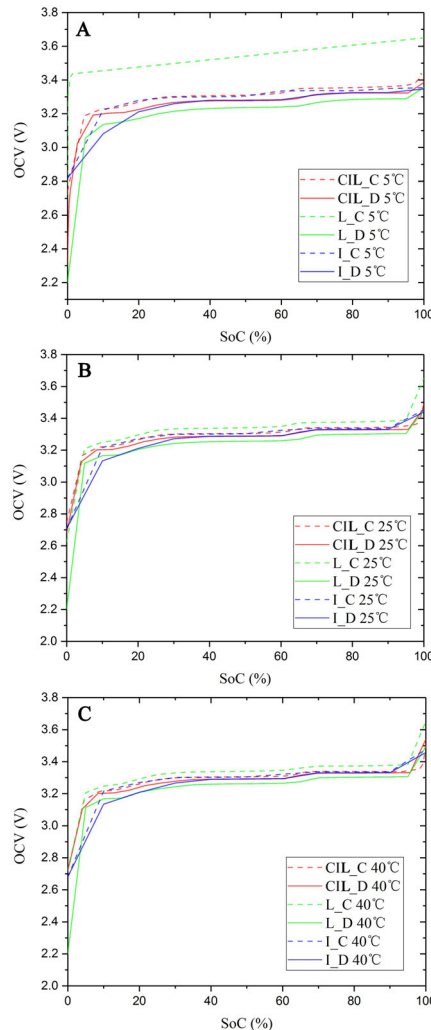 A
3.8
3.6
3.4
3.2
3.0
2.8
2.6
2.4
2.2
OCV (V)
0 20 40 60 80 100
SoC (%)
CIL_C 5℃
CIL_D 5℃
L_C 5℃
L_D 5℃
I_C 5℃
I_D 5℃
B
3.8
3.6
3.4
3.2
3.0
2.8
2.6
2.4
2.2
2.0
OCV (V)
0 20 40 60 80 100
SoC (%)
CIL_C 25℃
CIL_D 25℃
L_C 25℃
L_D 25℃
I_C 25℃
I_D 25℃
C
3.8
3.6
3.4
3.2
3.0
2.8
2.6
2.4
2.2
2.0
OCV (V)
0 20 40 60 80 100
SoC (%)
CIL_C 40℃
CIL_D 40℃
L_C 40℃
L_D 40℃
I_C 40℃
I_D 40℃